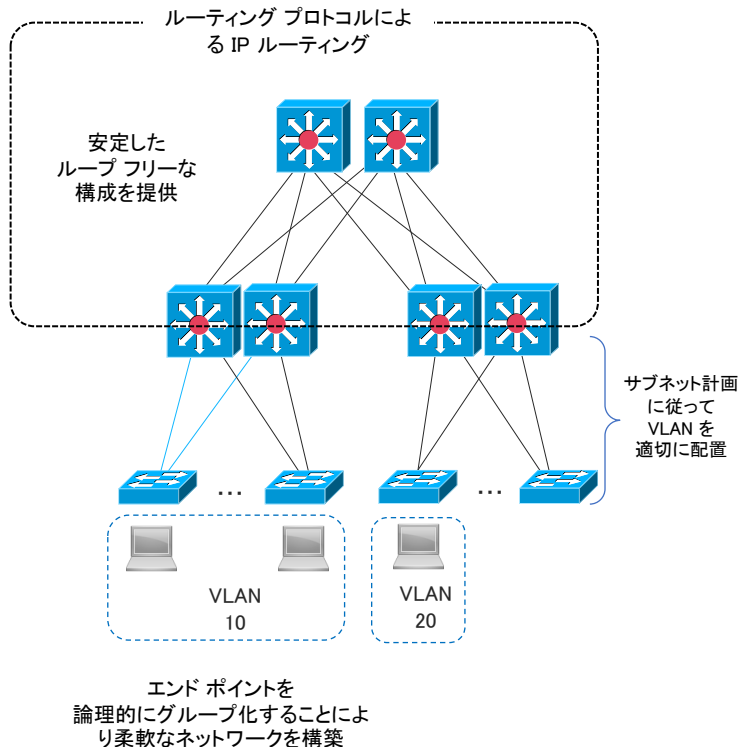 ルーティング プロトコルによ
る IP ルーティング
安定した
ループ フリーな
構成を提供
サブネット計画
に従って
VLAN を
適切に配置
...
...
VLAN
10
VLAN
20
エンド ポイントを
論理的にグループ化することによ
り柔軟なネットワークを構築